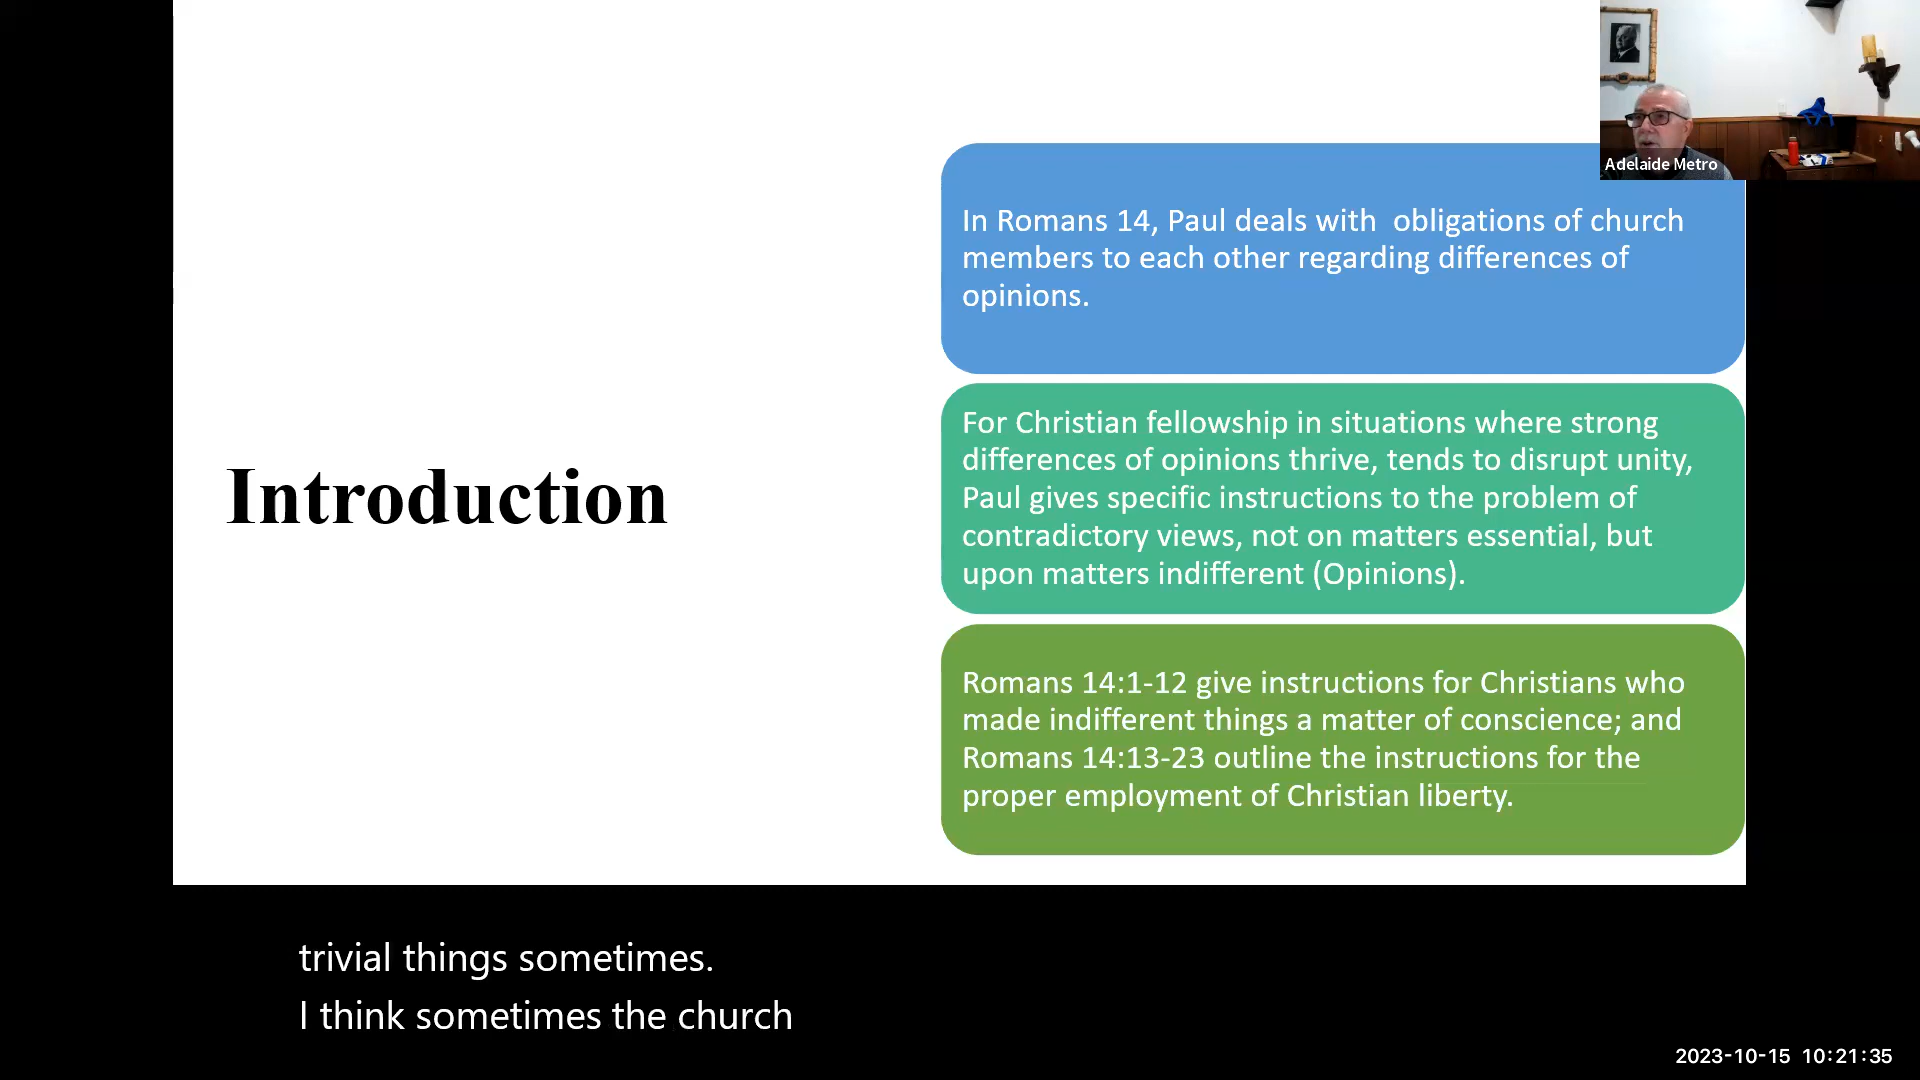 Adelaide Metro
Introduction
In Romans 14, Paul deals with  obligations of church
members to each other regarding differences of
opinions.
For Christian fellowship in situations where strong
differences of opinions thrive, tends to disrupt unity,
Paul gives specific instructions to the problem of
contradictory views, not on matters essential, but
upon matters indifferent (Opinions).
Romans 14:1-12 give instructions for Christians who
made indifferent things a matter of conscience; and
Romans 14:13-23 outline the instructions for the
proper employment of Christian liberty.
trivial things sometimes.
I think sometimes the church
2023-10-15 10:21:35